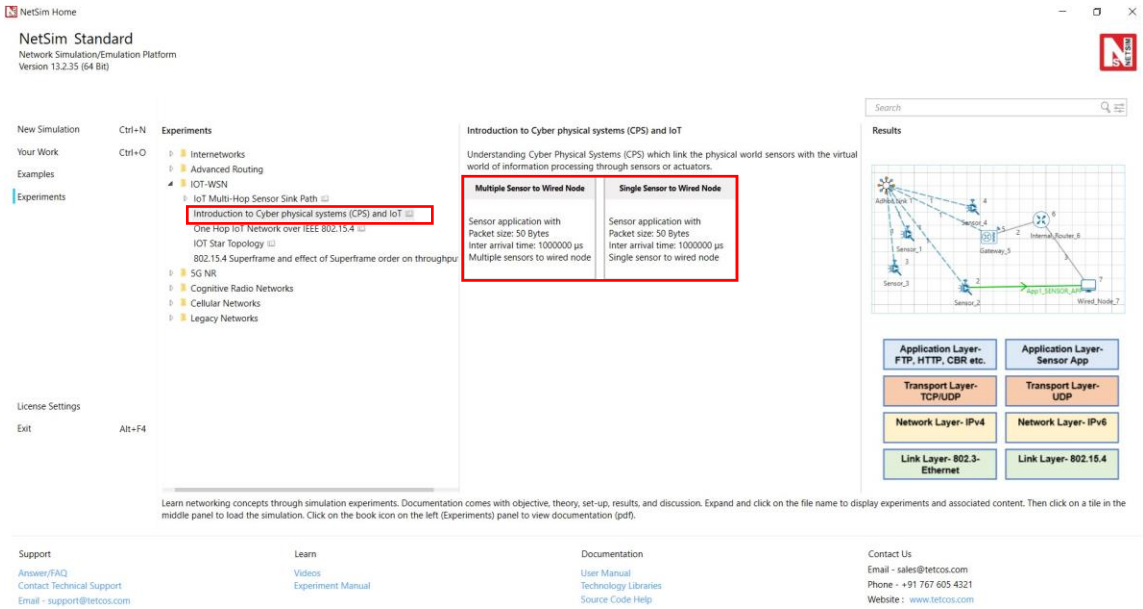 NetSim Home
NetSim Standard
Network Simulation/Emulation Platform
Version 13.2.35 (64 Bit)
NETSIM
Search
New Simulation Ctrl+N
Your Work Ctrl+O
Examples
Experiments
License Settings
Exit Alt+F4
Experiments
Internetworks
Advanced Routing
IOT-WSN
IoT Multi-Hop Sensor Sink Path
Introduction to Cyber physical systems (CPS) and IoT
One Hop IoT Network over IEEE 802.15.4
IOT Star Topology
802.15.4 Superframe and effect of Superframe order on throughpu
5G NR
Cognitive Radio Networks
Cellular Networks
Legacy Networks
Introduction to Cyber physical systems (CPS) and IoT
Understanding Cyber Physical Systems (CPS) which link the physical world sensors with the virtual
world of information processing through sensors or actuators.
Multiple Sensor to Wired Node
Sensor application with
Packet size: 50 Bytes
Inter arrival time: 1000000 µs
Multiple sensors to wired node
Single Sensor to Wired Node
Sensor application with
Packet size: 50 Bytes
Inter arrival time: 1000000 µs
Single sensor to wired node
Results
1
1
4
Sensor_4
6
Internal_Router_6
5
2
Gateway_5
1
Sensor_1
3
Sensor_3
3
2
Sensor_2
App1_SENSOR_APP
7
Wired_Node_7
Application Layer-
FTP, HTTP, CBR etc.
Application Layer-
Sensor App
Transport Layer-
TCP/UDP
Transport Layer-
UDP
Network Layer- IPv4
Network Layer- IPv6
Link Layer- 802.3-
Ethernet
Link Layer- 802.15.4
Learn networking concepts through simulation experiments. Documentation comes with objective, theory, set-up, results, and discussion. Expand and click on the file name to display experiments and associated content. Then click on a tile in the
middle panel to load the simulation. Click on the book icon on the left (Experiments) panel to view documentation (pdf).
Support
Answer/FAQ
Contact Technical Support
Email - support@tetcos.com
Learn
Videos
Experiment Manual
Documentation
User Manual
Technology Libraries
Source Code Help
Contact Us
Email - sales@tetcos.com
Phone - +91 767 605 4321
Website : www.tetcos.com